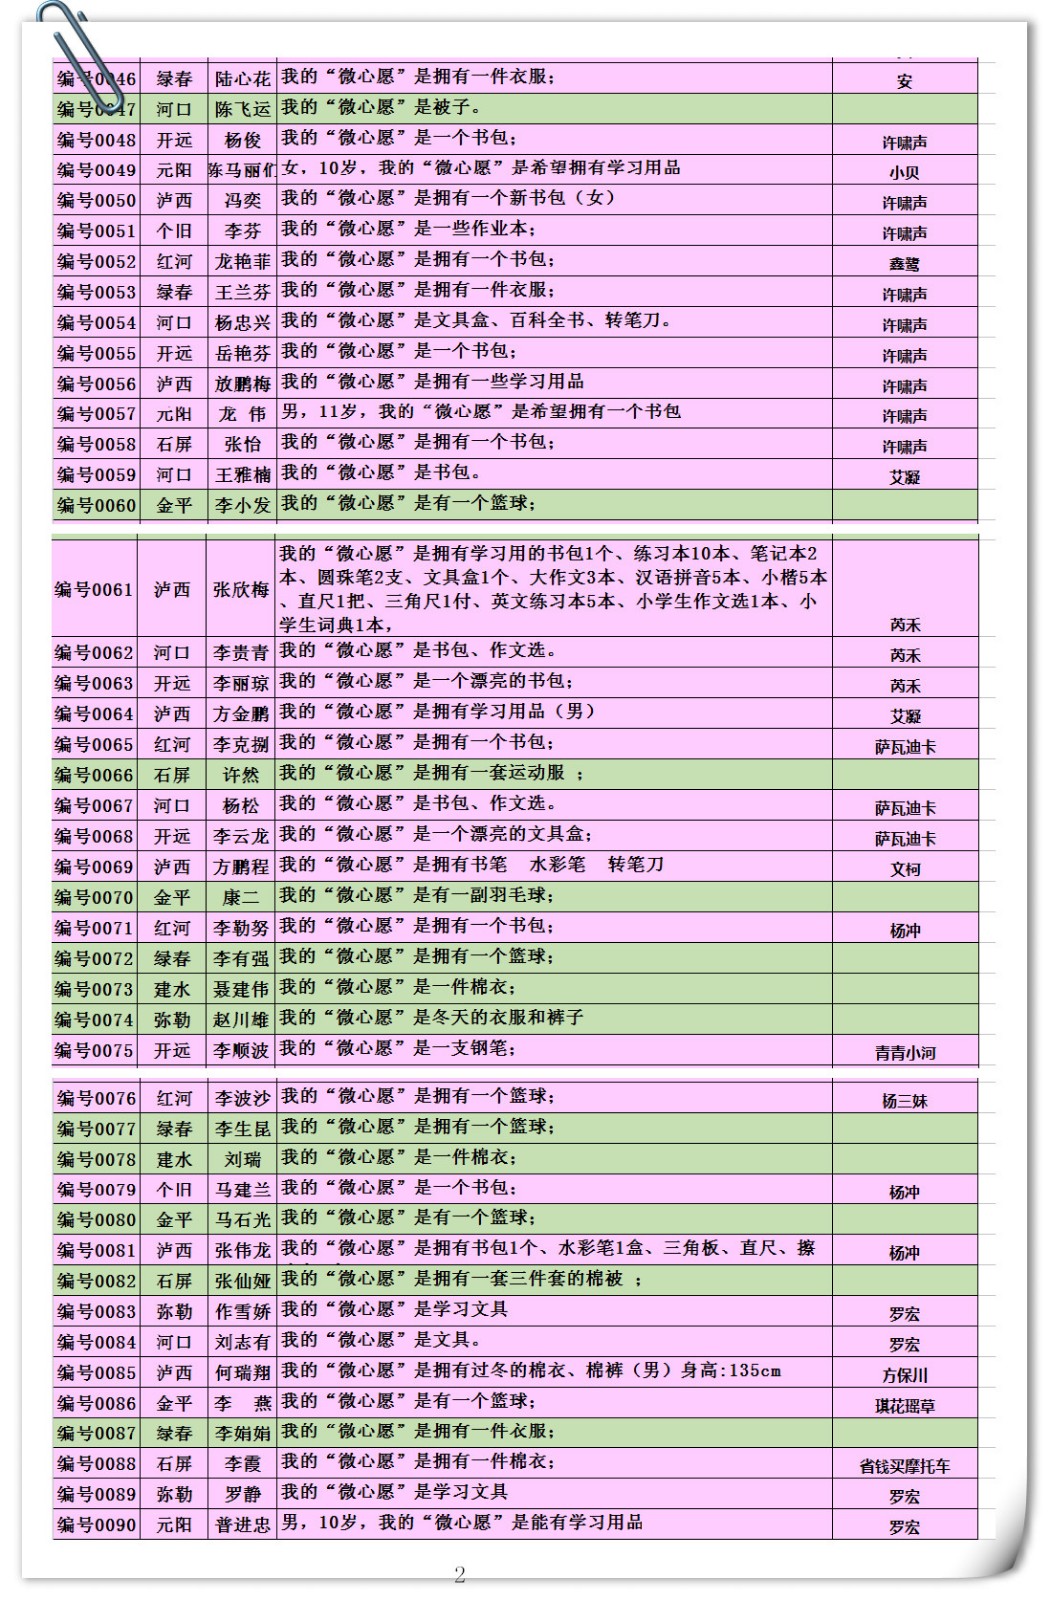 编号0046 绿春 陆心花 我的“微心愿”是拥有一件衣服； 安
编号0047 河口 陈飞运 我的“微心愿”是被子。
编号0048 开远 杨俊 我的“微心愿”是一个书包； 许啸声
编号0049 元阳 陈马丽们 女，10岁，我的“微心愿”是希望拥有学习用品 小贝
编号0050 泸西 冯奕 我的“微心愿”是拥有一个新书包（女） 许啸声
编号0051 个旧 李芬 我的“微心愿”是一些作业本； 许啸声
编号0052 红河 龙艳菲 我的“微心愿”是拥有一个书包； 鑫鹭
编号0053 绿春 王兰芬 我的“微心愿”是拥有一件衣服； 许啸声
编号0054 河口 杨忠兴 我的“微心愿”是文具盒、百科全书、转笔刀。 许啸声
编号0055 开远 岳艳芬 我的“微心愿”是一个书包； 许啸声
编号0056 泸西 放鹏梅 我的“微心愿”是拥有一些学习用品 许啸声
编号0057 元阳 龙 伟 男，11岁，我的“微心愿”是希望拥有一个书包 许啸声
编号0058 石屏 张怡 我的“微心愿”是拥有一个书包； 许啸声
编号0059 河口 王雅楠 我的“微心愿”是书包。 艾凝
编号0060 金平 李小发 我的“微心愿”是有一个篮球；
编号0061 泸西 张欣梅 我的“微心愿”是拥有学习用的书包1个、练习本10本、笔记本2
本、圆珠笔2支、文具盒1个、大作文3本、汉语拼音5本、小楷5本
、直尺1把、三角尺1付、英文练习本5本、小学生作文选1本、小
学生词典1本， 芮禾
编号0062 河口 李贵青 我的“微心愿”是书包、作文选。 芮禾
编号0063 开远 李丽琼 我的“微心愿”是一个漂亮的书包； 芮禾
编号0064 泸西 方金鹏 我的“微心愿”是拥有学习用品（男） 艾凝
编号0065 红河 李克捌 我的“微心愿”是拥有一个书包； 萨瓦迪卡
编号0066 石屏 许然 我的“微心愿”是拥有一套运动服 ；
编号0067 河口 杨松 我的“微心愿”是书包、作文选。 萨瓦迪卡
编号0068 开远 李云龙 我的“微心愿”是一个漂亮的文具盒； 萨瓦迪卡
编号0069 泸西 方鹏程 我的“微心愿”是拥有书笔 水彩笔 转笔刀 文柯
编号0070 金平 康二 我的“微心愿”是有一副羽毛球；
编号0071 红河 李勒努 我的“微心愿”是拥有一个书包； 杨冲
编号0072 绿春 李有强 我的“微心愿”是拥有一个篮球；
编号0073 建水 聂建伟 我的“微心愿”是一件棉衣；
编号0074 弥勒 赵川雄 我的“微心愿”是冬天的衣服和裤子
编号0075 开远 李顺波 我的“微心愿”是一支钢笔； 青青小河
编号0076 红河 李波沙 我的“微心愿”是拥有一个篮球； 杨三妹
编号0077 绿春 李生昆 我的“微心愿”是拥有一个篮球；
编号0078 建水 刘瑞 我的“微心愿”是一件棉衣；
编号0079 个旧 马建兰 我的“微心愿”是一个书包； 杨冲
编号0080 金平 马石光 我的“微心愿”是有一个篮球；
编号0081 泸西 张伟龙 我的“微心愿”是拥有书包1个、水彩笔1盒、三角板、直尺、擦 杨冲
编号0082 石屏 张仙娅 我的“微心愿”是拥有一套三件套的棉被 ；
编号0083 弥勒 作雪娇 我的“微心愿”是学习文具 罗宏
编号0084 河口 刘志有 我的“微心愿”是文具。 罗宏
编号0085 泸西 何瑞翔 我的“微心愿”是拥有过冬的棉衣、棉裤（男）身高：135cm 方保川
编号0086 金平 李 燕 我的“微心愿”是有一个篮球； 琪花瑶草
编号0087 绿春 李娟娟 我的“微心愿”是拥有一件衣服；
编号0088 石屏 李霞 我的“微心愿”是拥有一件棉衣； 省钱买摩托车
编号0089 弥勒 罗静 我的“微心愿”是学习文具 罗宏
编号0090 元阳 普进忠 男，10岁，我的“微心愿”是能有学习用品 罗宏
2